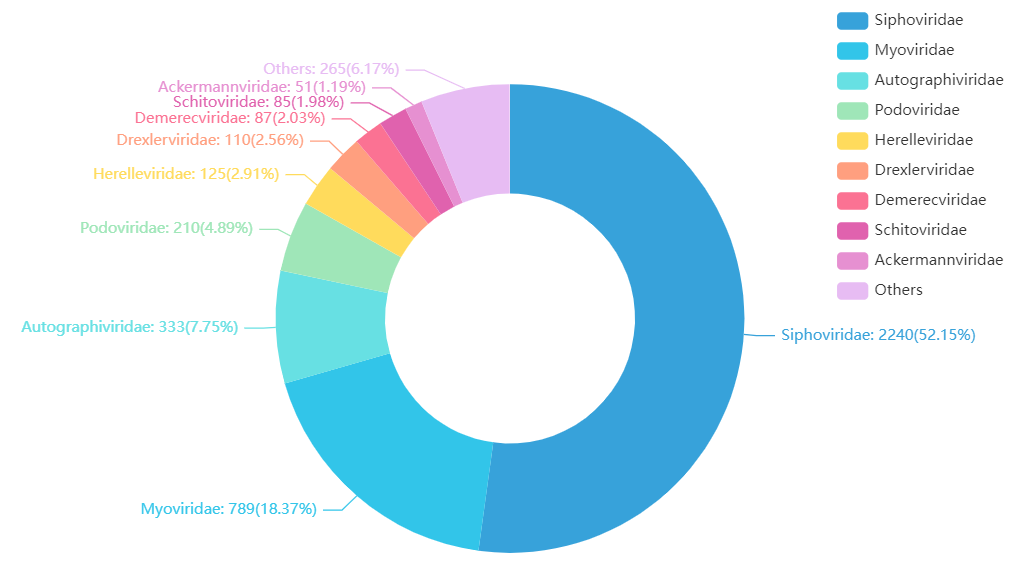 Others: 265(6.17%)
Ackermannviridae: 51(1.19%)
Schitoviridae: 85(1.98%)
Demerecviridae: 87(2.03%)
Drexlerviridae: 110(2.56%)
Herelleviridae: 125(2.91%)
Podoviridae: 210(4.89%)
Autographiviridae: 333(7.75%)
Myoviridae: 789(18.37%)
Siphoviridae: 2240(52.15%)
Siphoviridae
Myoviridae
Autographiviridae
Podoviridae
Herelleviridae
Drexlerviridae
Demerecviridae
Schitoviridae
Ackermannviridae
Others